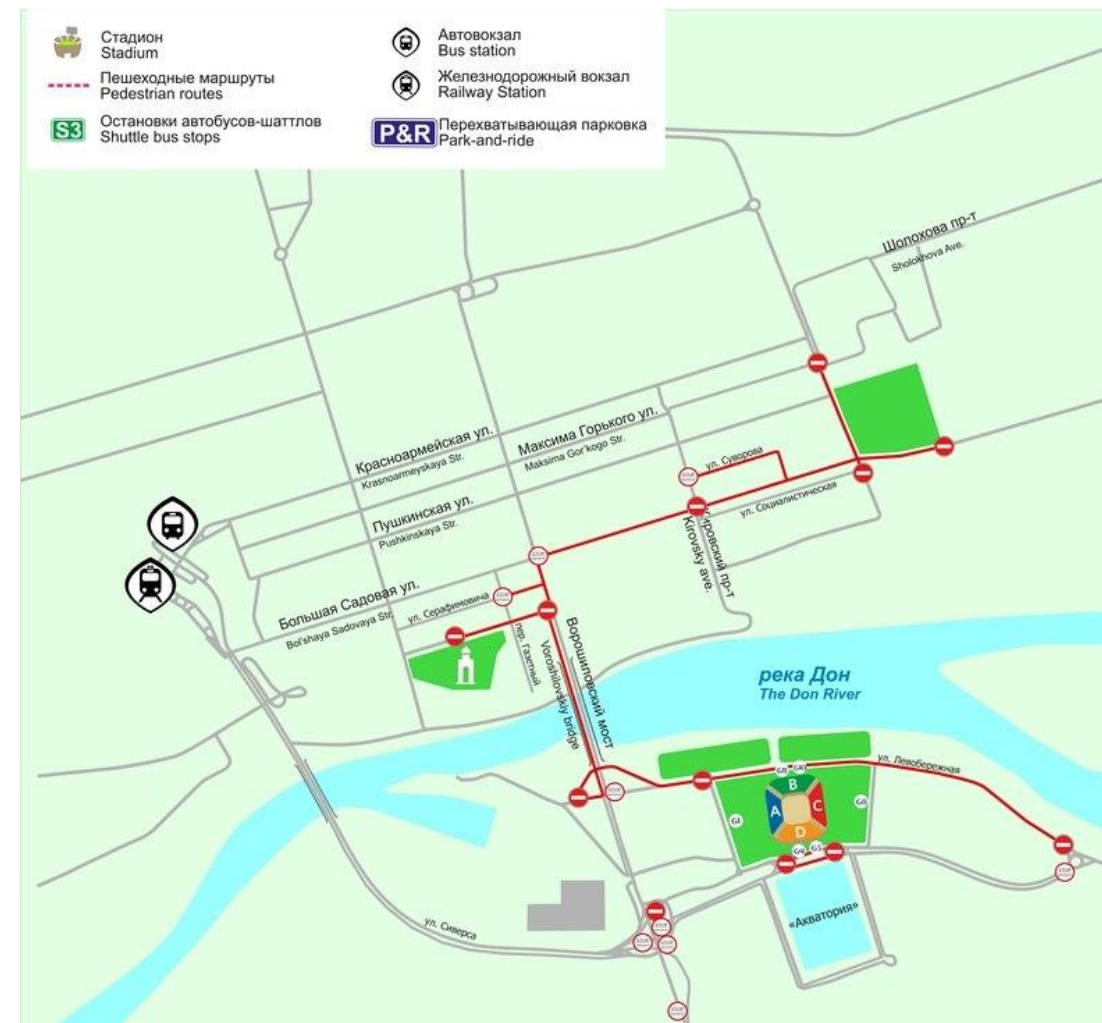 Стадион
Stadium
Пешеходные маршруты
Pedestrian routes
S3
Остановки автобусов-шаттлов
Shuttle bus stops
Автовокзал
Bus station
Железнодорожный вокзал
Railway Station
P&R
Перехватывающая парковка
Park-and-ride
Шолохова пр-т
Sholokhova Ave.
Красноармейская ул.
Krasnoarmeyskaya Str.
Максима Горького ул.
Maksima Gor'kogo Str.
ул. Суворова
ул. Социалистическая
Пушкинская ул.
Pushkinskaya Str.
Кировский пр-т
Kirovsky ave.
Большая Садовая ул.
Bol'shaya Sadovaya Str.
ул. Серафимовича
пер. Газетный
Ворошиловский мост
Voroshilovskiy bridge
река Дон
The Don River
ул. Левобережная
B
A
C
D
«Акватория»
ул. Сиверса